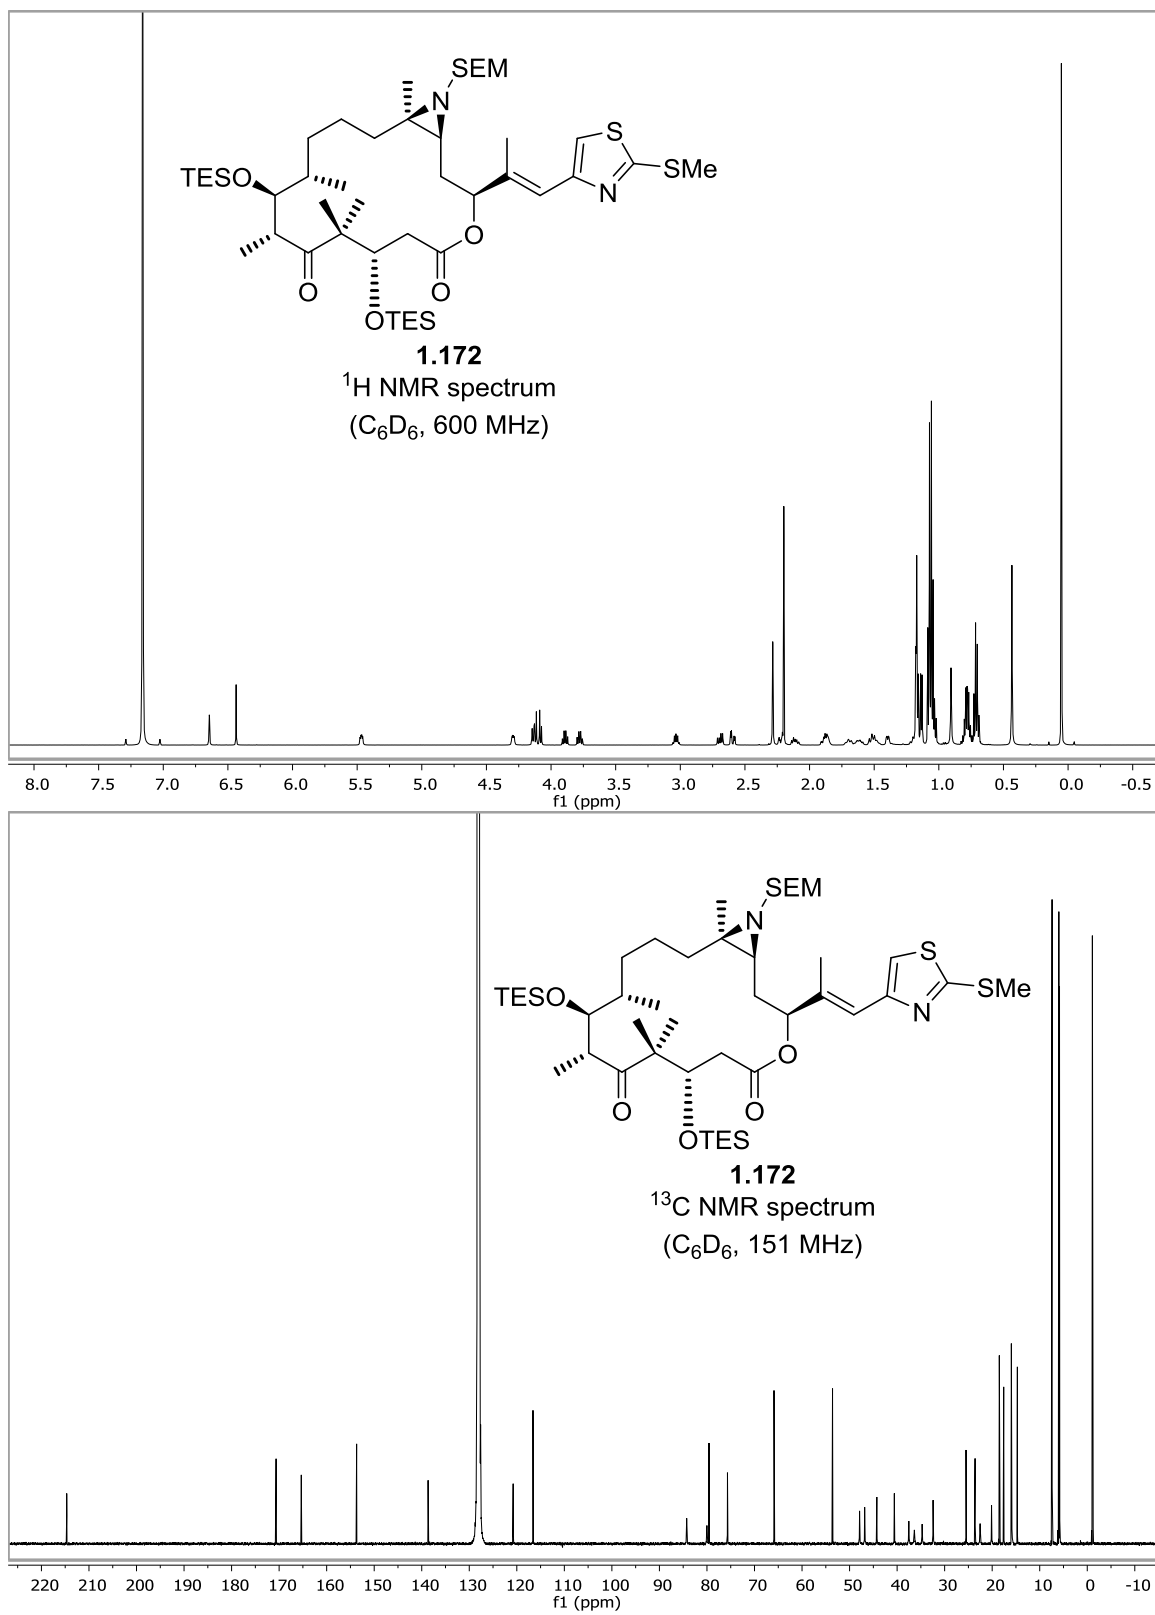 SEM
N
S
TESO
SMe
N
O
O
O
OTES
1.172
¹H NMR spectrum
(C₆D₆, 600 MHz)
8.0 7.5 7.0 6.5 6.0 5.5 5.0 4.5 4.0 3.5 3.0 2.5 2.0 1.5 1.0 0.5 0.0 -0.5
f1 (ppm)
SEM
N
S
TESO
SMe
N
O
O
O
OTES
1.172
¹³C NMR spectrum
(C₆D₆, 151 MHz)
220 210 200 190 180 170 160 150 140 130 120 110 100 90 80 70 60 50 40 30 20 10 0 -10
f1 (ppm)